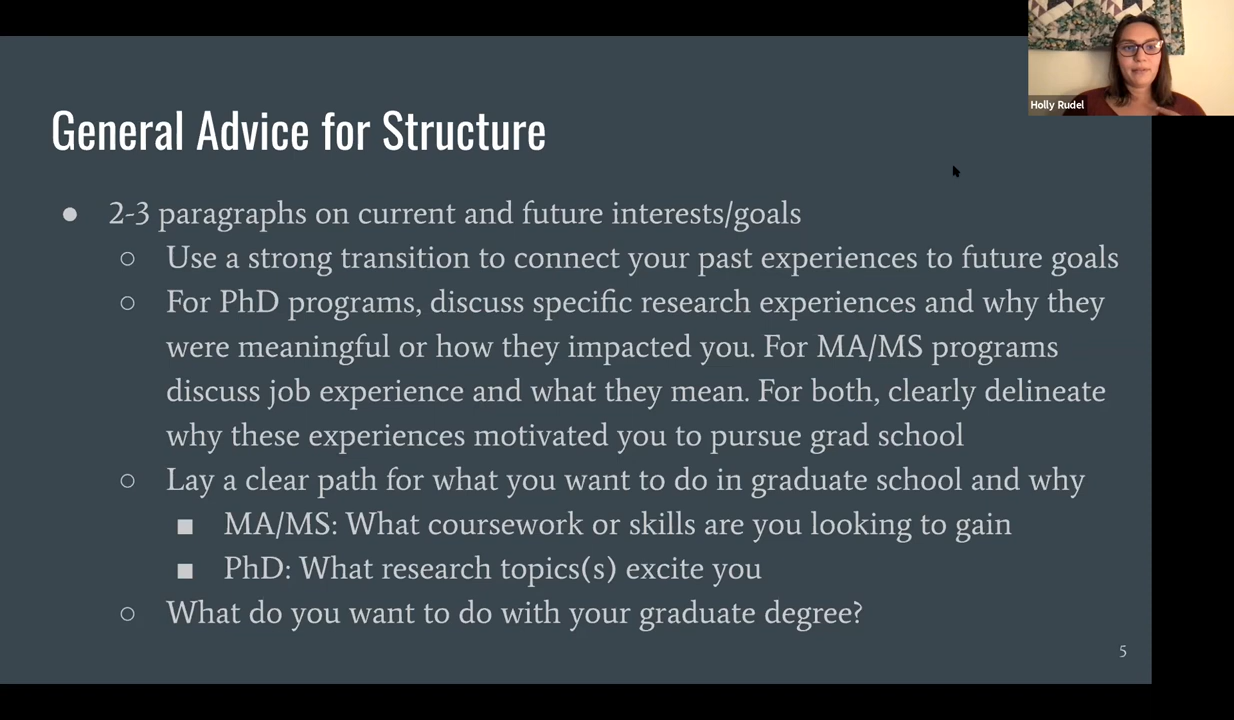 Holly Rudel
General Advice for Structure
● 2-3 paragraphs on current and future interests/goals
○ Use a strong transition to connect your past experiences to future goals
○ For PhD programs, discuss specific research experiences and why they
were meaningful or how they impacted you. For MA/MS programs
discuss job experience and what they mean. For both, clearly delineate
why these experiences motivated you to pursue grad school
○ Lay a clear path for what you want to do in graduate school and why
■ MA/MS: What coursework or skills are you looking to gain
■ PhD: What research topics(s) excite you
○ What do you want to do with your graduate degree?
5